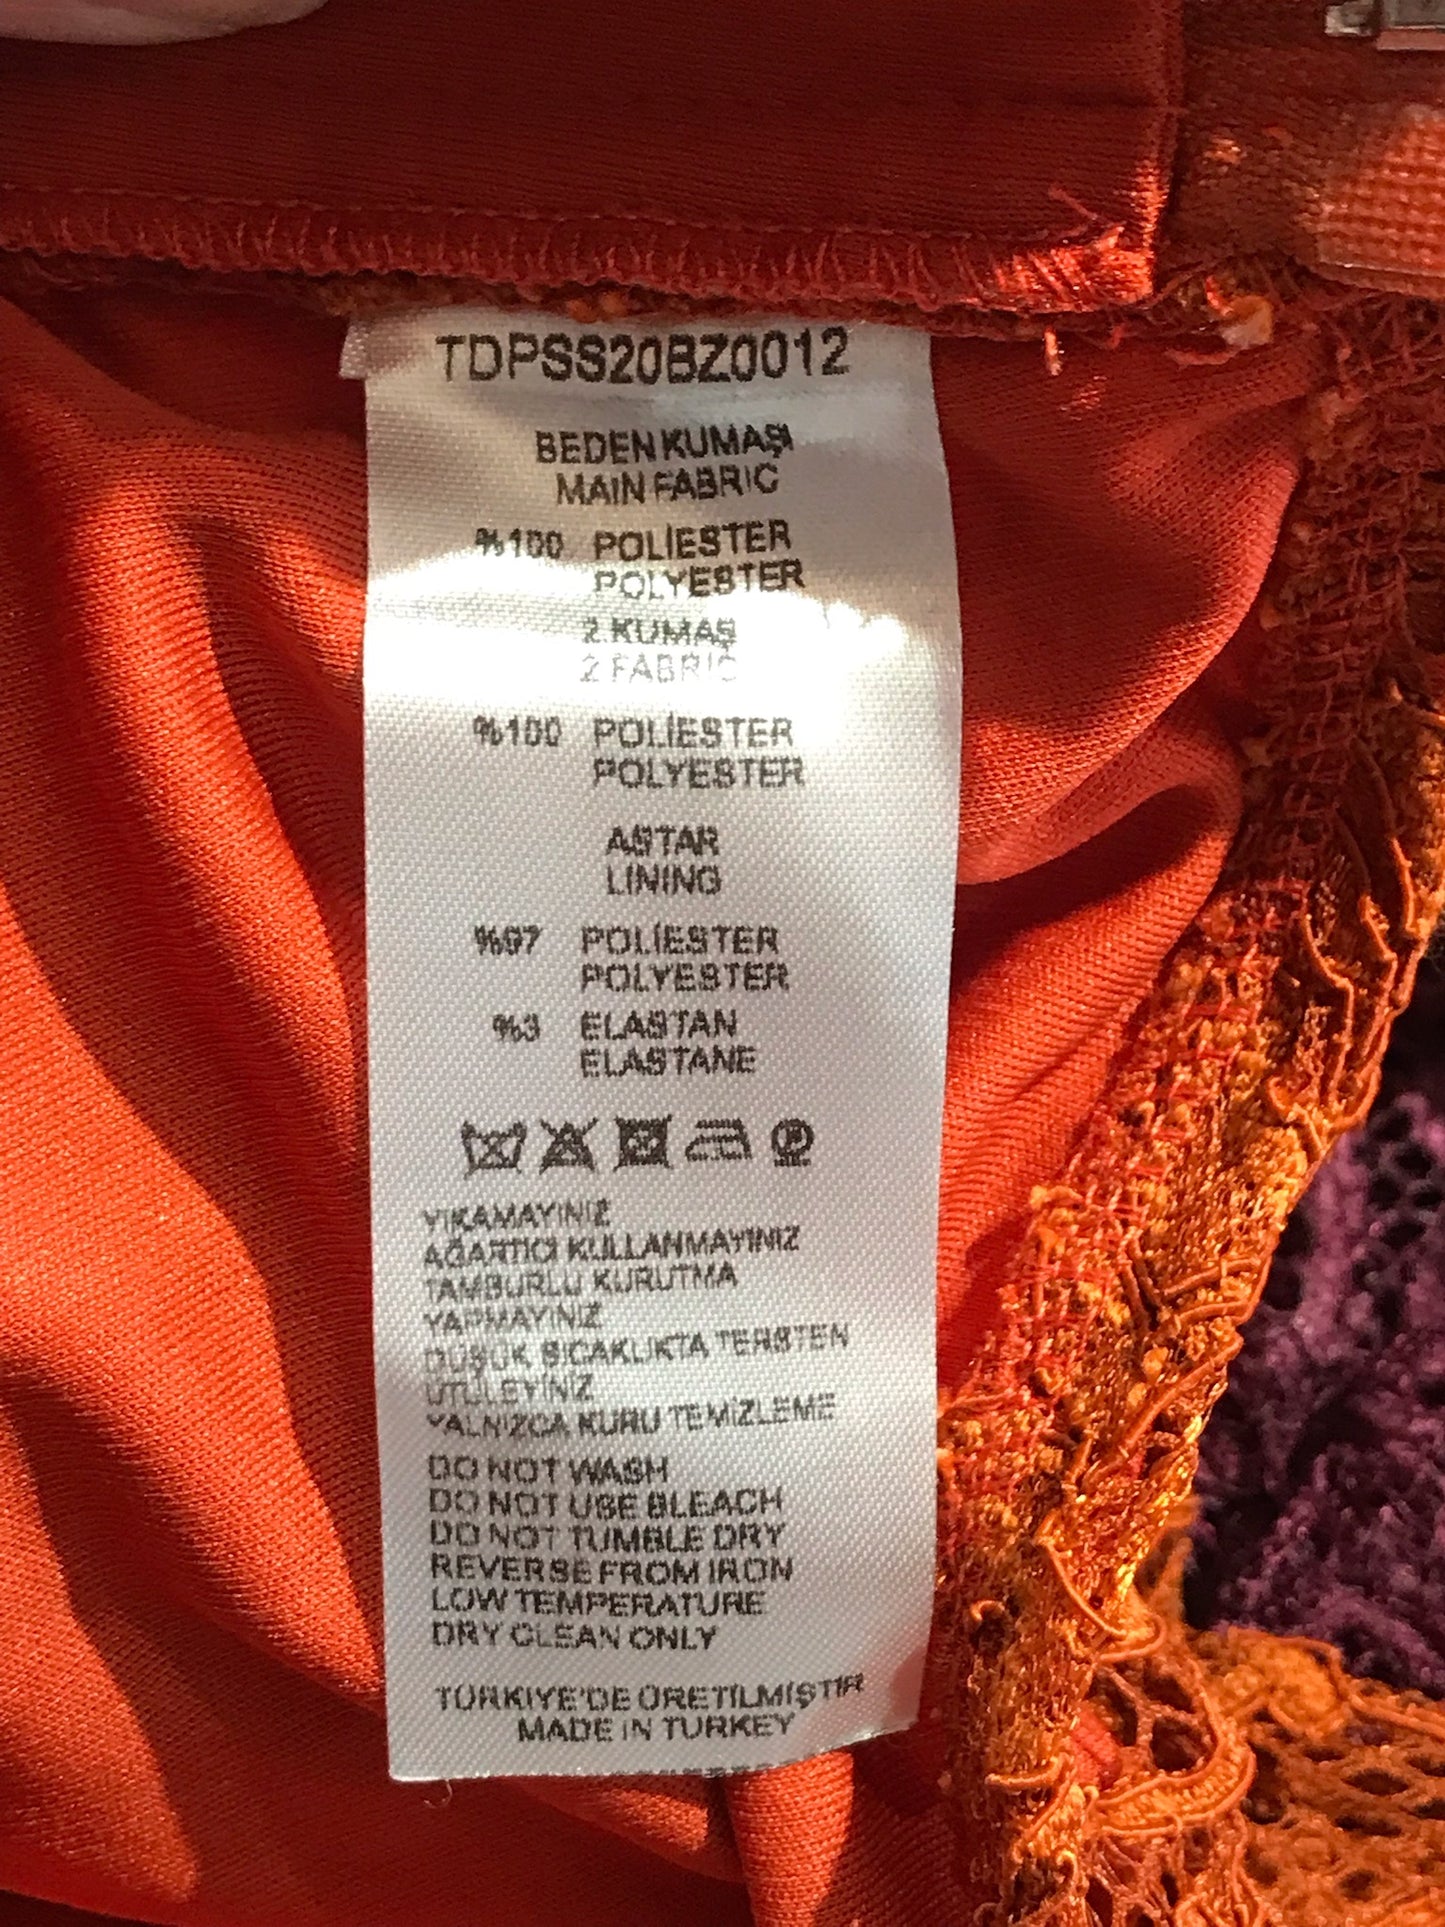 TDPSS20BZ0012
BEDEN KUMAŞI
MAIN FABRIC
%100 POLİESTER
POLYESTER
2.KUMAŞ
2 FABRIC
%100 POLİESTER
POLYESTER
ASTAR
LINING
%97 POLİESTER
POLYESTER
%3 ELASTAN
ELASTANE
YIKAMAYINIZ
AĞARTICI KULLANMAYINIZ
TAMBURLU KURUTMA
YAPMAYINIZ
DÜŞÜK SICAKLIKTA TERSTEN
ÜTÜLEYİNİZ
YALNIZCA KURU TEMİZLEME
DO NOT WASH
DO NOT USE BLEACH
DO NOT TUMBLE DRY
REVERSE FROM IRON
LOW TEMPERATURE
DRY CLEAN ONLY
TÜRKİYE'DE ÜRETİLMİŞTİR
MADE IN TURKEY